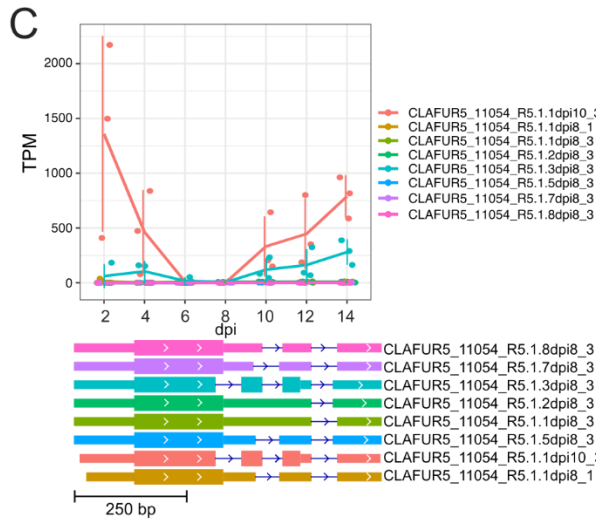 C
2000
1500
1000
500
0
TPM
2 4 6 8 10 12 14
dpi
CLAFUR5_11054_R5.1.1dpi10_3
CLAFUR5_11054_R5.1.1dpi8_1
CLAFUR5_11054_R5.1.1dpi8_3
CLAFUR5_11054_R5.1.2dpi8_3
CLAFUR5_11054_R5.1.3dpi8_3
CLAFUR5_11054_R5.1.5dpi8_3
CLAFUR5_11054_R5.1.7dpi8_3
CLAFUR5_11054_R5.1.8dpi8_3
CLAFUR5_11054_R5.1.8dpi8_3
CLAFUR5_11054_R5.1.7dpi8_3
CLAFUR5_11054_R5.1.3dpi8_3
CLAFUR5_11054_R5.1.2dpi8_3
CLAFUR5_11054_R5.1.1dpi8_3
CLAFUR5_11054_R5.1.5dpi8_3
CLAFUR5_11054_R5.1.1dpi10_3
CLAFUR5_11054_R5.1.1dpi8_1
250 bp